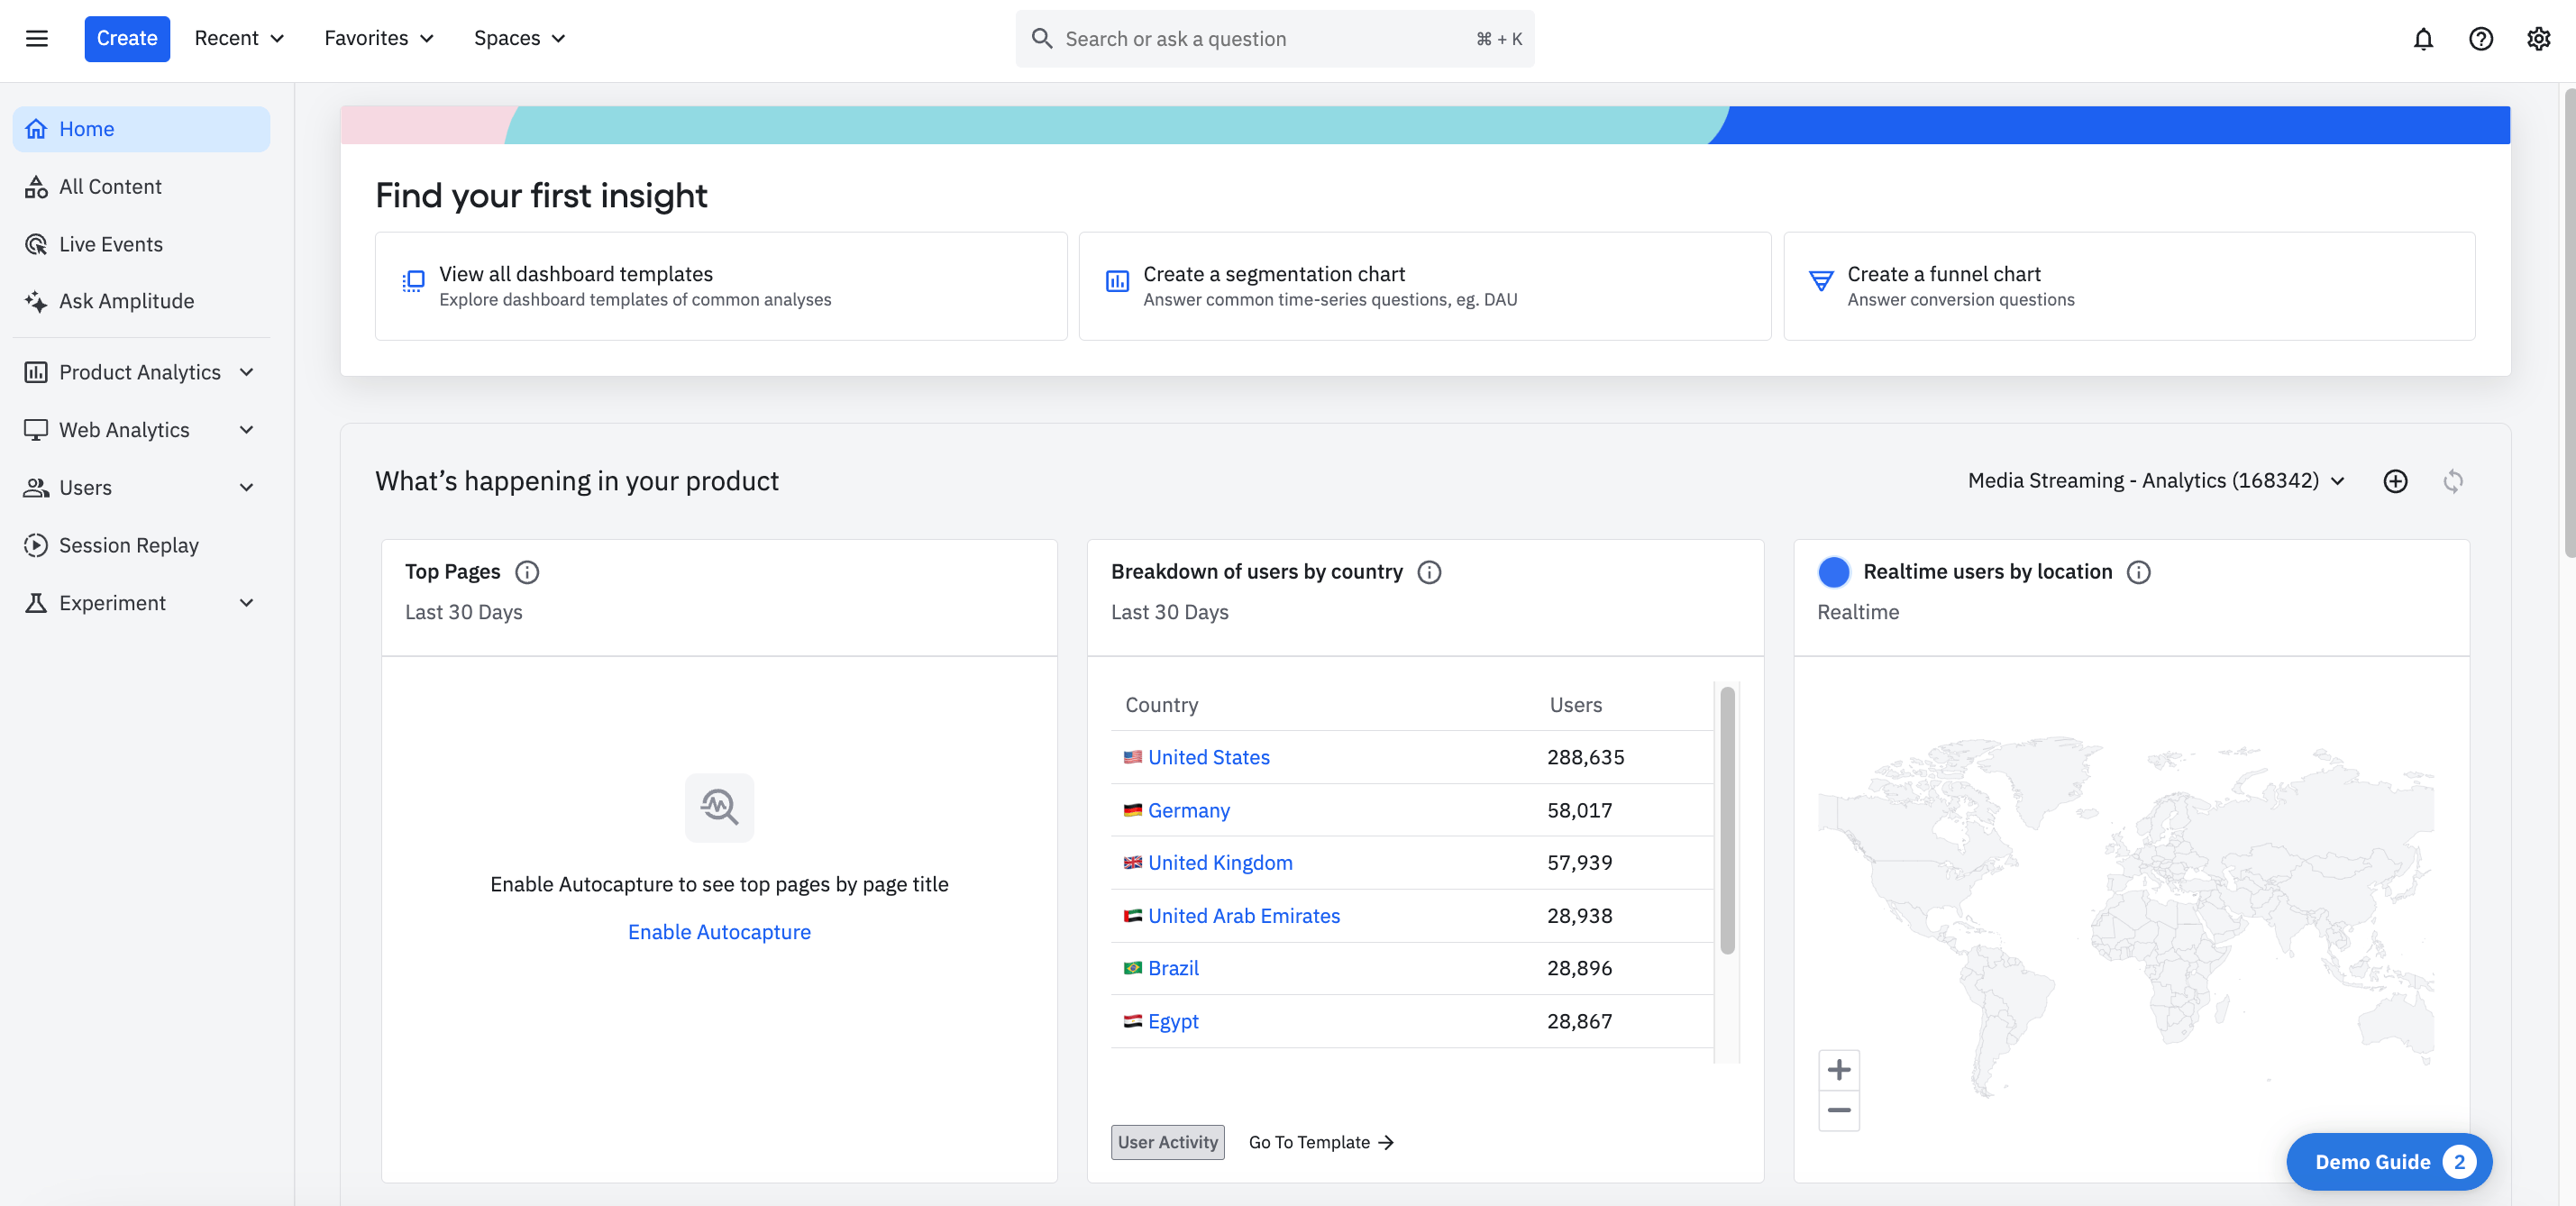 Create
Recent
Favorites
Spaces
Search or ask a question
⌘ + K
Home
All Content
Live Events
Ask Amplitude
Product Analytics
Web Analytics
Users
Session Replay
Experiment
Find your first insight
View all dashboard templates
Explore dashboard templates of common analyses
Create a segmentation chart
Answer common time-series questions, eg. DAU
Create a funnel chart
Answer conversion questions
What’s happening in your product
Media Streaming - Analytics (168342)
Top Pages
Last 30 Days
Enable Autocapture to see top pages by page title
Enable Autocapture
Breakdown of users by country
Last 30 Days
Country Users
United States 288,635
Germany 58,017
United Kingdom 57,939
United Arab Emirates 28,938
Brazil 28,896
Egypt 28,867
User Activity
Go To Template
Realtime users by location
Realtime
Demo Guide 2